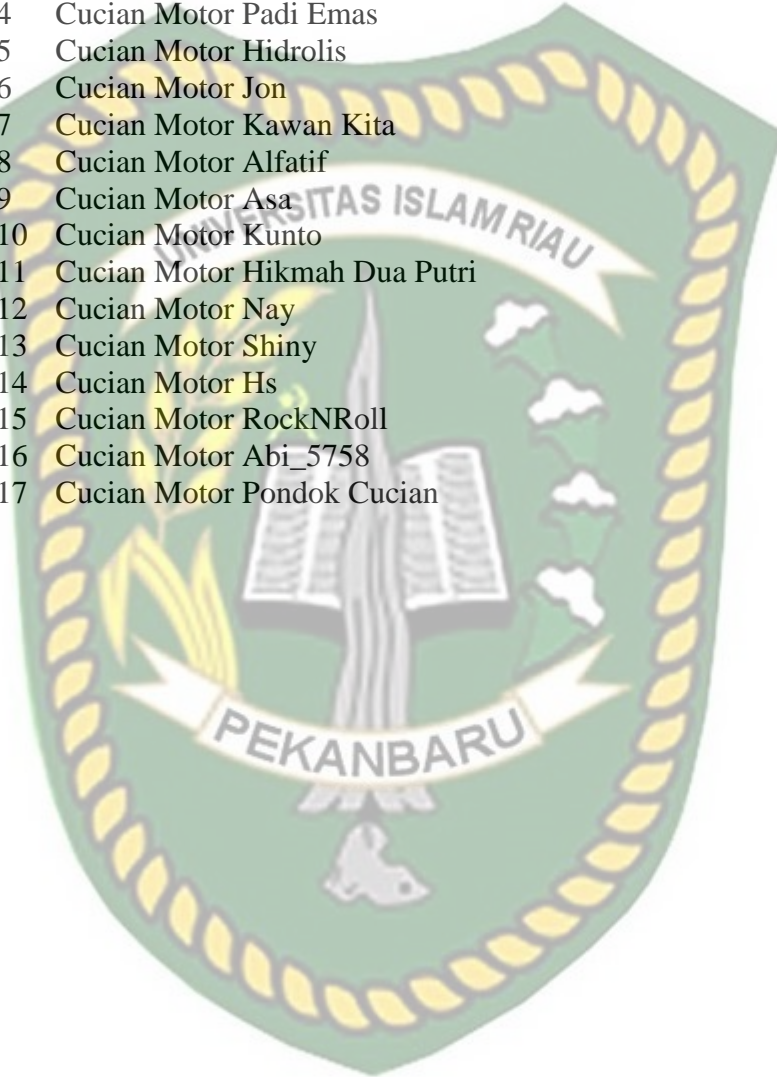 4 Cucian Motor Padi Emas
5 Cucian Motor Hidrolis
6 Cucian Motor Jon
7 Cucian Motor Kawan Kita
8 Cucian Motor Alfatif
9 Cucian Motor Asa
10 Cucian Motor Kunto
11 Cucian Motor Hikmah Dua Putri
12 Cucian Motor Nay
13 Cucian Motor Shiny
14 Cucian Motor Hs
15 Cucian Motor RockNRoll
16 Cucian Motor Abi_5758
17 Cucian Motor Pondok Cucian
UNIVERSITAS ISLAM RIAU
PEKANBARU